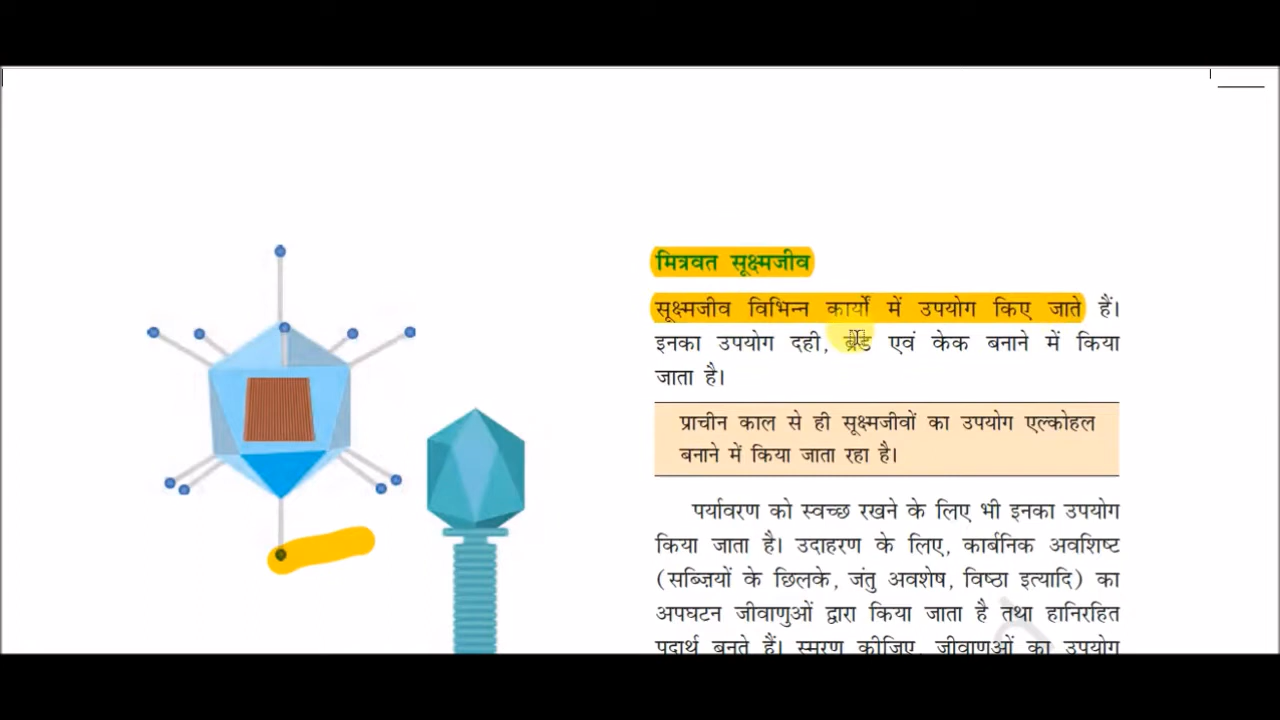 मित्रवत सूक्ष्मजीव
सूक्ष्मजीव विभिन्न कार्यों में उपयोग किए जाते हैं।
इनका उपयोग दही, ब्रेड एवं केक बनाने में किया
जाता है।
प्राचीन काल से ही सूक्ष्मजीवों का उपयोग एल्कोहल
बनाने में किया जाता रहा है।
पर्यावरण को स्वच्छ रखने के लिए भी इनका उपयोग
किया जाता है। उदाहरण के लिए, कार्बनिक अवशिष्ट
(सब्ज़ियों के छिलके, जंतु अवशेष, विष्ठा इत्यादि) का
अपघटन जीवाणुओं द्वारा किया जाता है तथा हानिरहित
पदार्थ बनते हैं। स्मरण कीजिए, जीवाणुओं का उपयोग